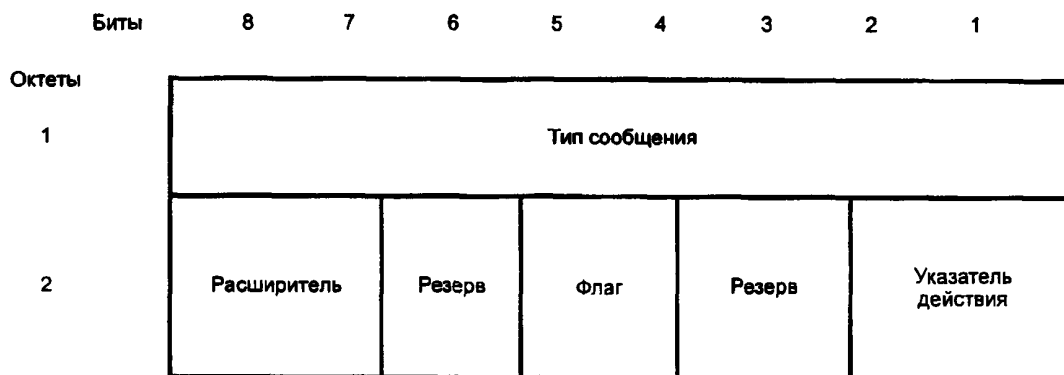 Биты 8 7 6 5 4 3 2 1
Октеты
1 Тип сообщения
2 Расширитель Резерв Флаг Резерв Указатель
действия